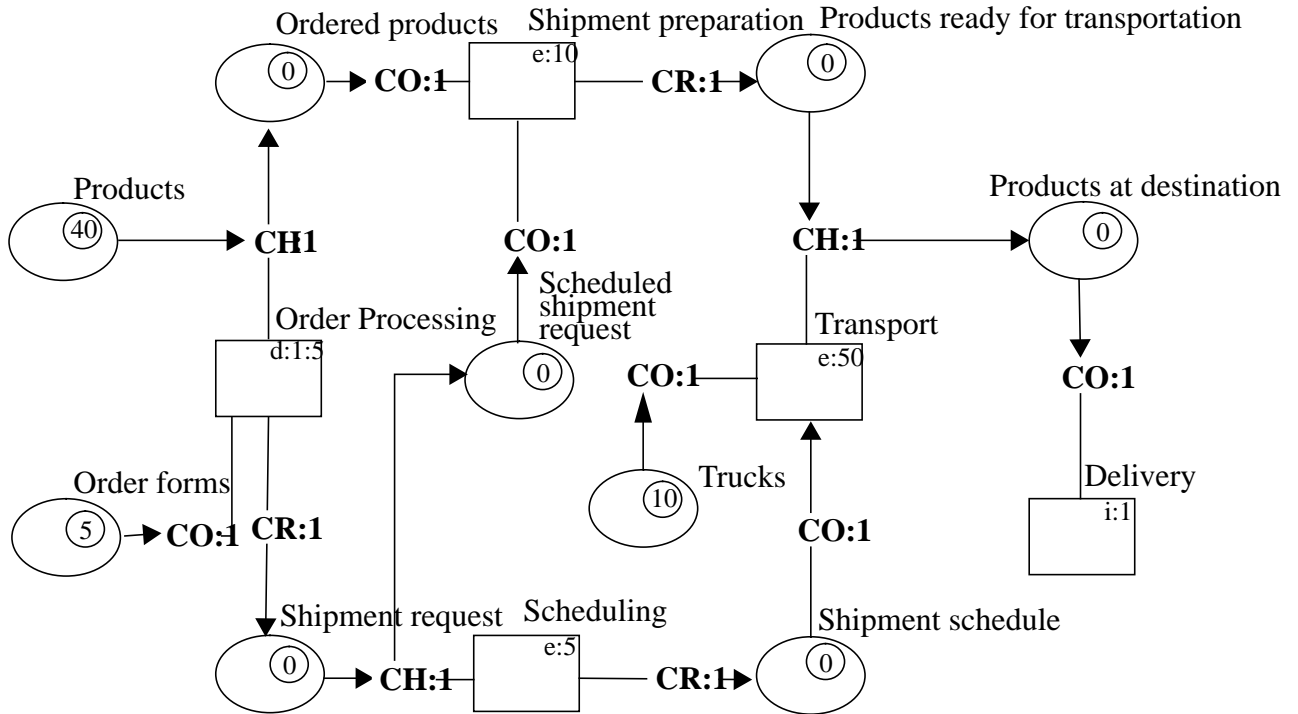 Ordered products
Shipment preparation
Products ready for transportation
0
CO:1
e:10
CR:1
0
Products
40
CH:1
CO:1
CH:1
Products at destination
0
Scheduled
shipment
request
0
Order Processing
d:1:5
CO:1
Transport
e:50
CO:1
Order forms
5
CO:1
CR:1
Trucks
10
CO:1
Delivery
i:1
Shipment request
0
CH:1
Scheduling
e:5
CR:1
Shipment schedule
0